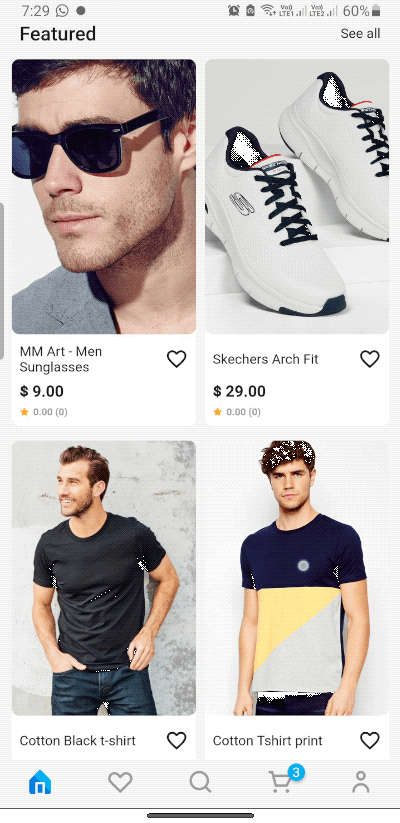 7:29 Vo)) LTE1 Vo)) LTE2 60%
Featured See all
MM Art - Men
Sunglasses
$ 9.00
0.00 (0)
Skechers Arch Fit
$ 29.00
0.00 (0)
Cotton Black t-shirt
Cotton Tshirt print
3